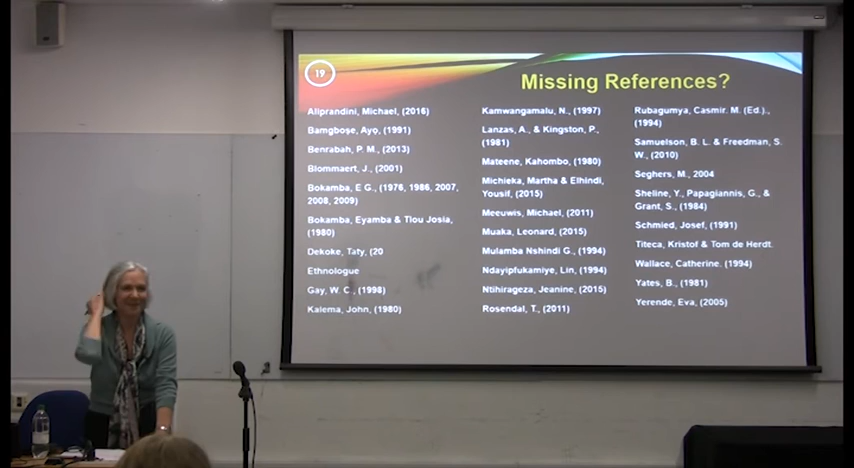 19
Missing References?
Aliprandini, Michael, (2016)
Bamgboșe, Ayọ, (1991)
Benrabah, P. M., (2013)
Blommaert, J., (2001)
Bokamba, E G., (1976, 1986, 2007,
2008, 2009)
Bokamba, Eyamba & Tlou Josia,
(1980)
Dekoke, Taty, (20
Ethnologue
Gay, W. C., (1998)
Kalema, John, (1980)
Kamwangamalu, N., (1997)
Lanzas, A., & Kingston, P.,
(1981)
Mateene, Kahombo, (1980)
Michieka, Martha & Elhindi,
Yousif, (2015)
Meeuwis, Michael, (2011)
Muaka, Leonard, (2015)
Mulamba Nshindi G., (1994)
Ndayipfukamiye, Lin, (1994)
Ntihirageza, Jeanine, (2015)
Rosendal, T., (2011)
Rubagumya, Casmir. M. (Ed).,
(1994)
Samuelson, B. L. & Freedman, S.
W., (2010)
Seghers, M., 2004
Sheline, Y., Papagiannis, G., &
Grant, S., (1984)
Schmied, Josef, (1991)
Titeca, Kristof & Tom de Herdt.
Wallace, Catherine. (1994)
Yates, B., (1981)
Yerende, Eva, (2005)